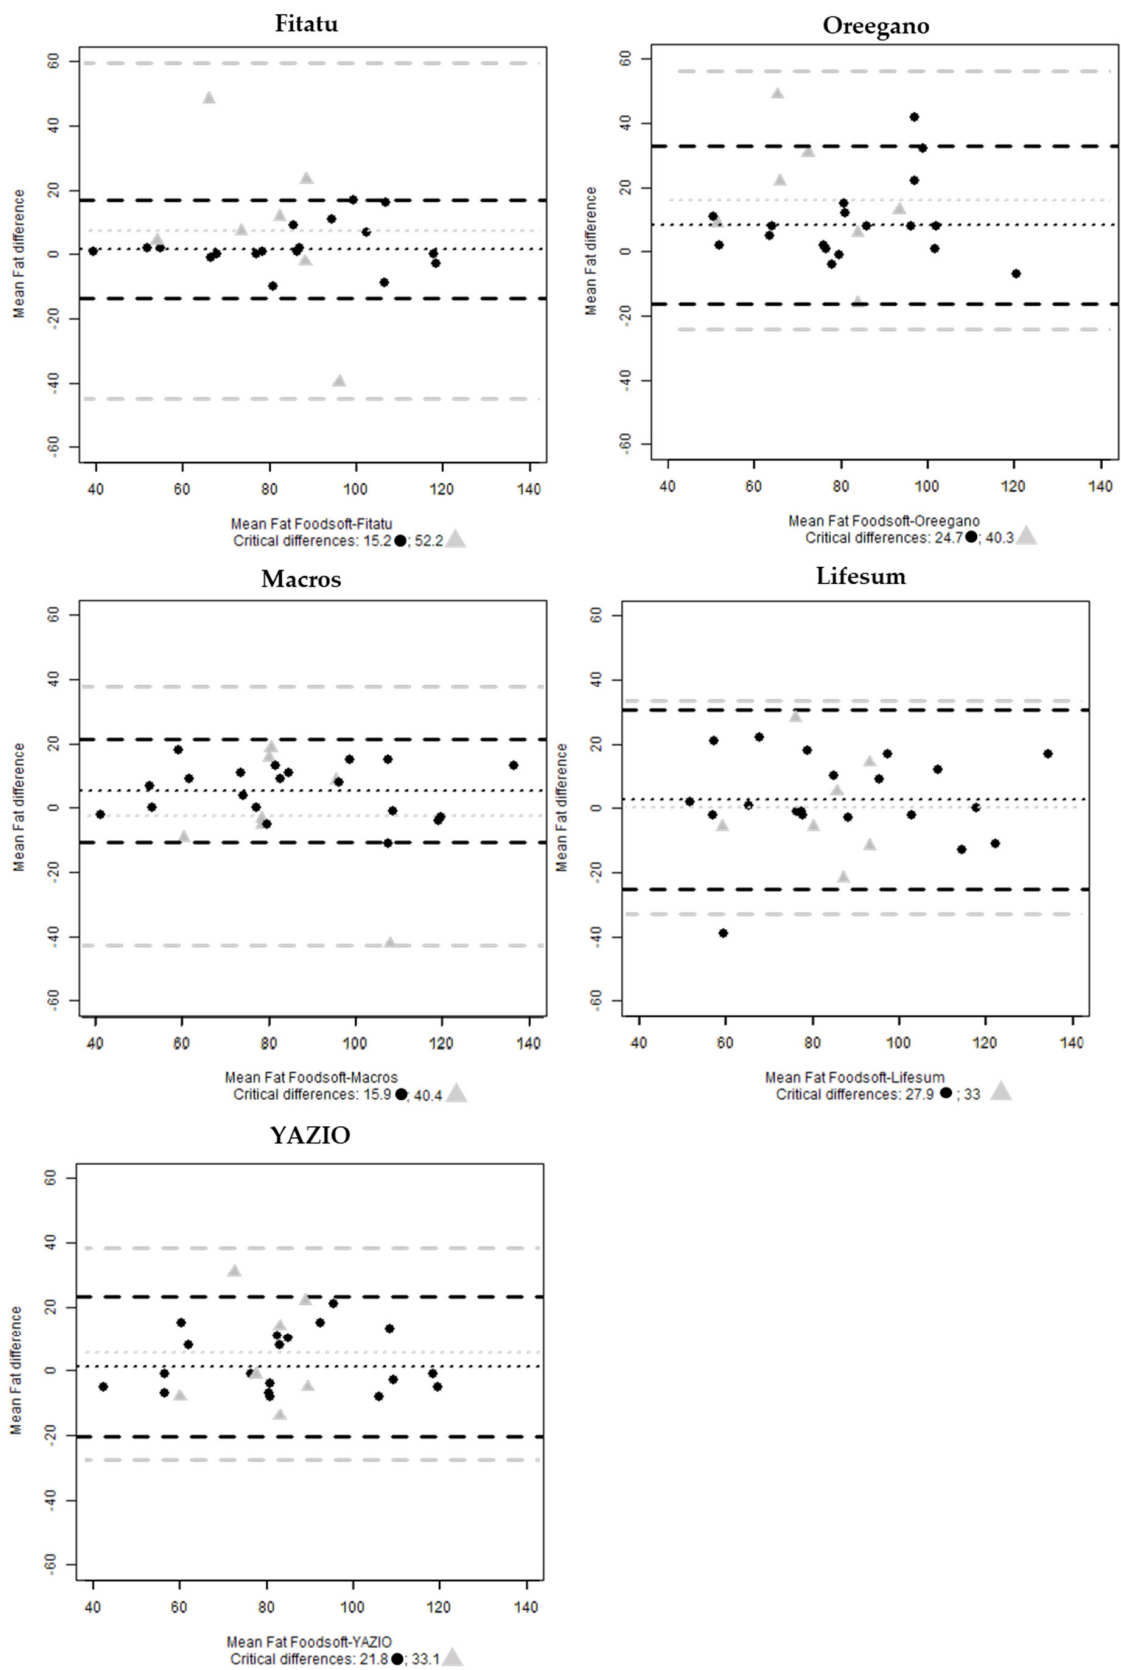 Fitatu
Mean Fat difference
60
40
20
0
-20
-40
-60
40 60 80 100 120 140
Mean Fat Foodsoft-Fitatu
Critical differences: 15.2 ; 52.2
Oreegano
Mean Fat difference
60
40
20
0
-20
-40
-60
40 60 80 100 120 140
Mean Fat Foodsoft-Oreegano
Critical differences: 24.7 ; 40.3
Macros
Mean Fat difference
60
40
20
0
-20
-40
-60
40 60 80 100 120 140
Mean Fat Foodsoft-Macros
Critical differences: 15.9 ; 40.4
Lifesum
Mean Fat difference
60
40
20
0
-20
-40
-60
40 60 80 100 120 140
Mean Fat Foodsoft-Lifesum
Critical differences: 27.9 ; 33
YAZIO
Mean Fat difference
60
40
20
0
-20
-40
-60
40 60 80 100 120 140
Mean Fat Foodsoft-YAZIO
Critical differences: 21.8 ; 33.1